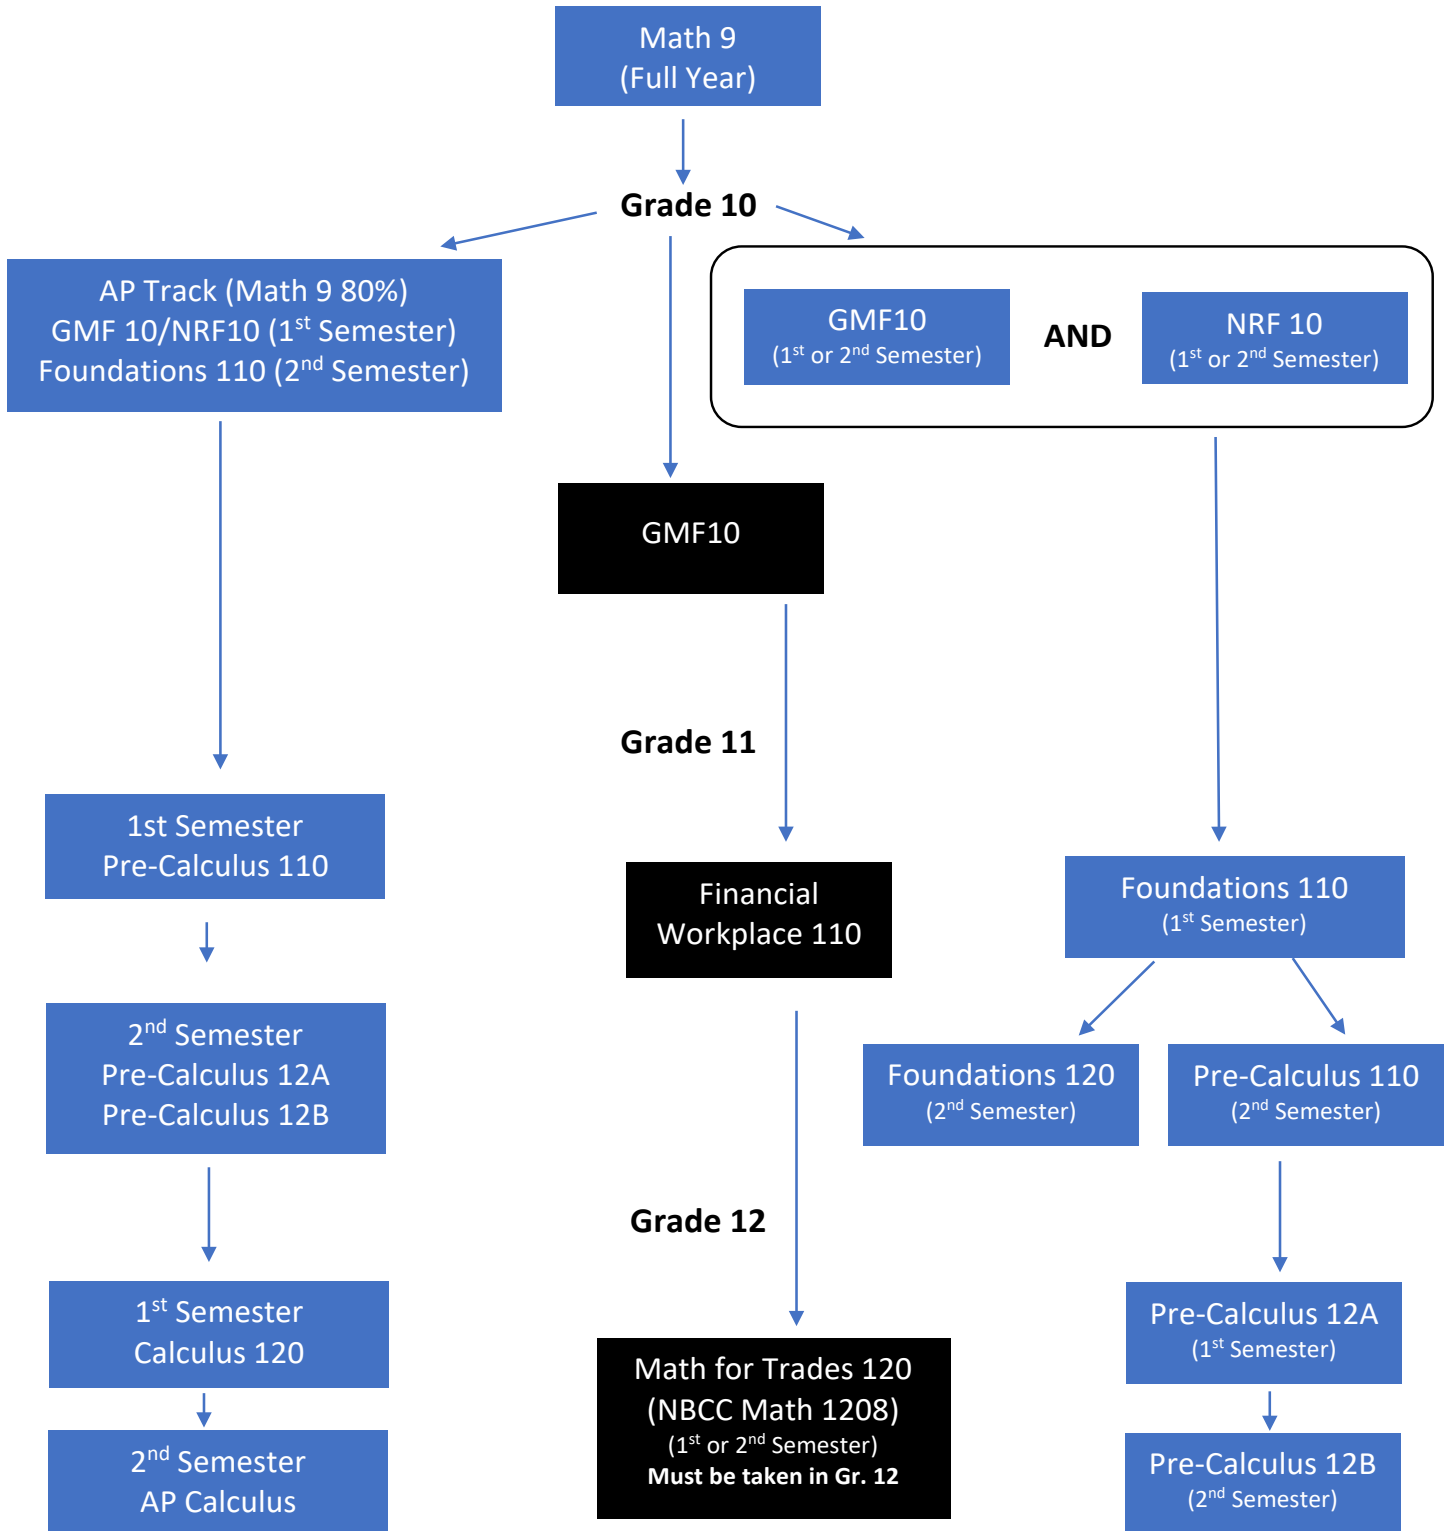 Math 9
(Full Year)
Grade 10
AP Track (Math 9 80%)
GMF 10/NRF10 (1st Semester)
Foundations 110 (2nd Semester)
GMF10
(1st or 2nd Semester)
AND
NRF 10
(1st or 2nd Semester)
GMF10
Grade 11
1st Semester
Pre-Calculus 110
Financial
Workplace 110
Foundations 110
(1st Semester)
2nd Semester
Pre-Calculus 12A
Pre-Calculus 12B
Foundations 120
(2nd Semester)
Pre-Calculus 110
(2nd Semester)
Grade 12
1st Semester
Calculus 120
Math for Trades 120
(NBCC Math 1208)
(1st or 2nd Semester)
Must be taken in Gr. 12
Pre-Calculus 12A
(1st Semester)
2nd Semester
AP Calculus
Pre-Calculus 12B
(2nd Semester)